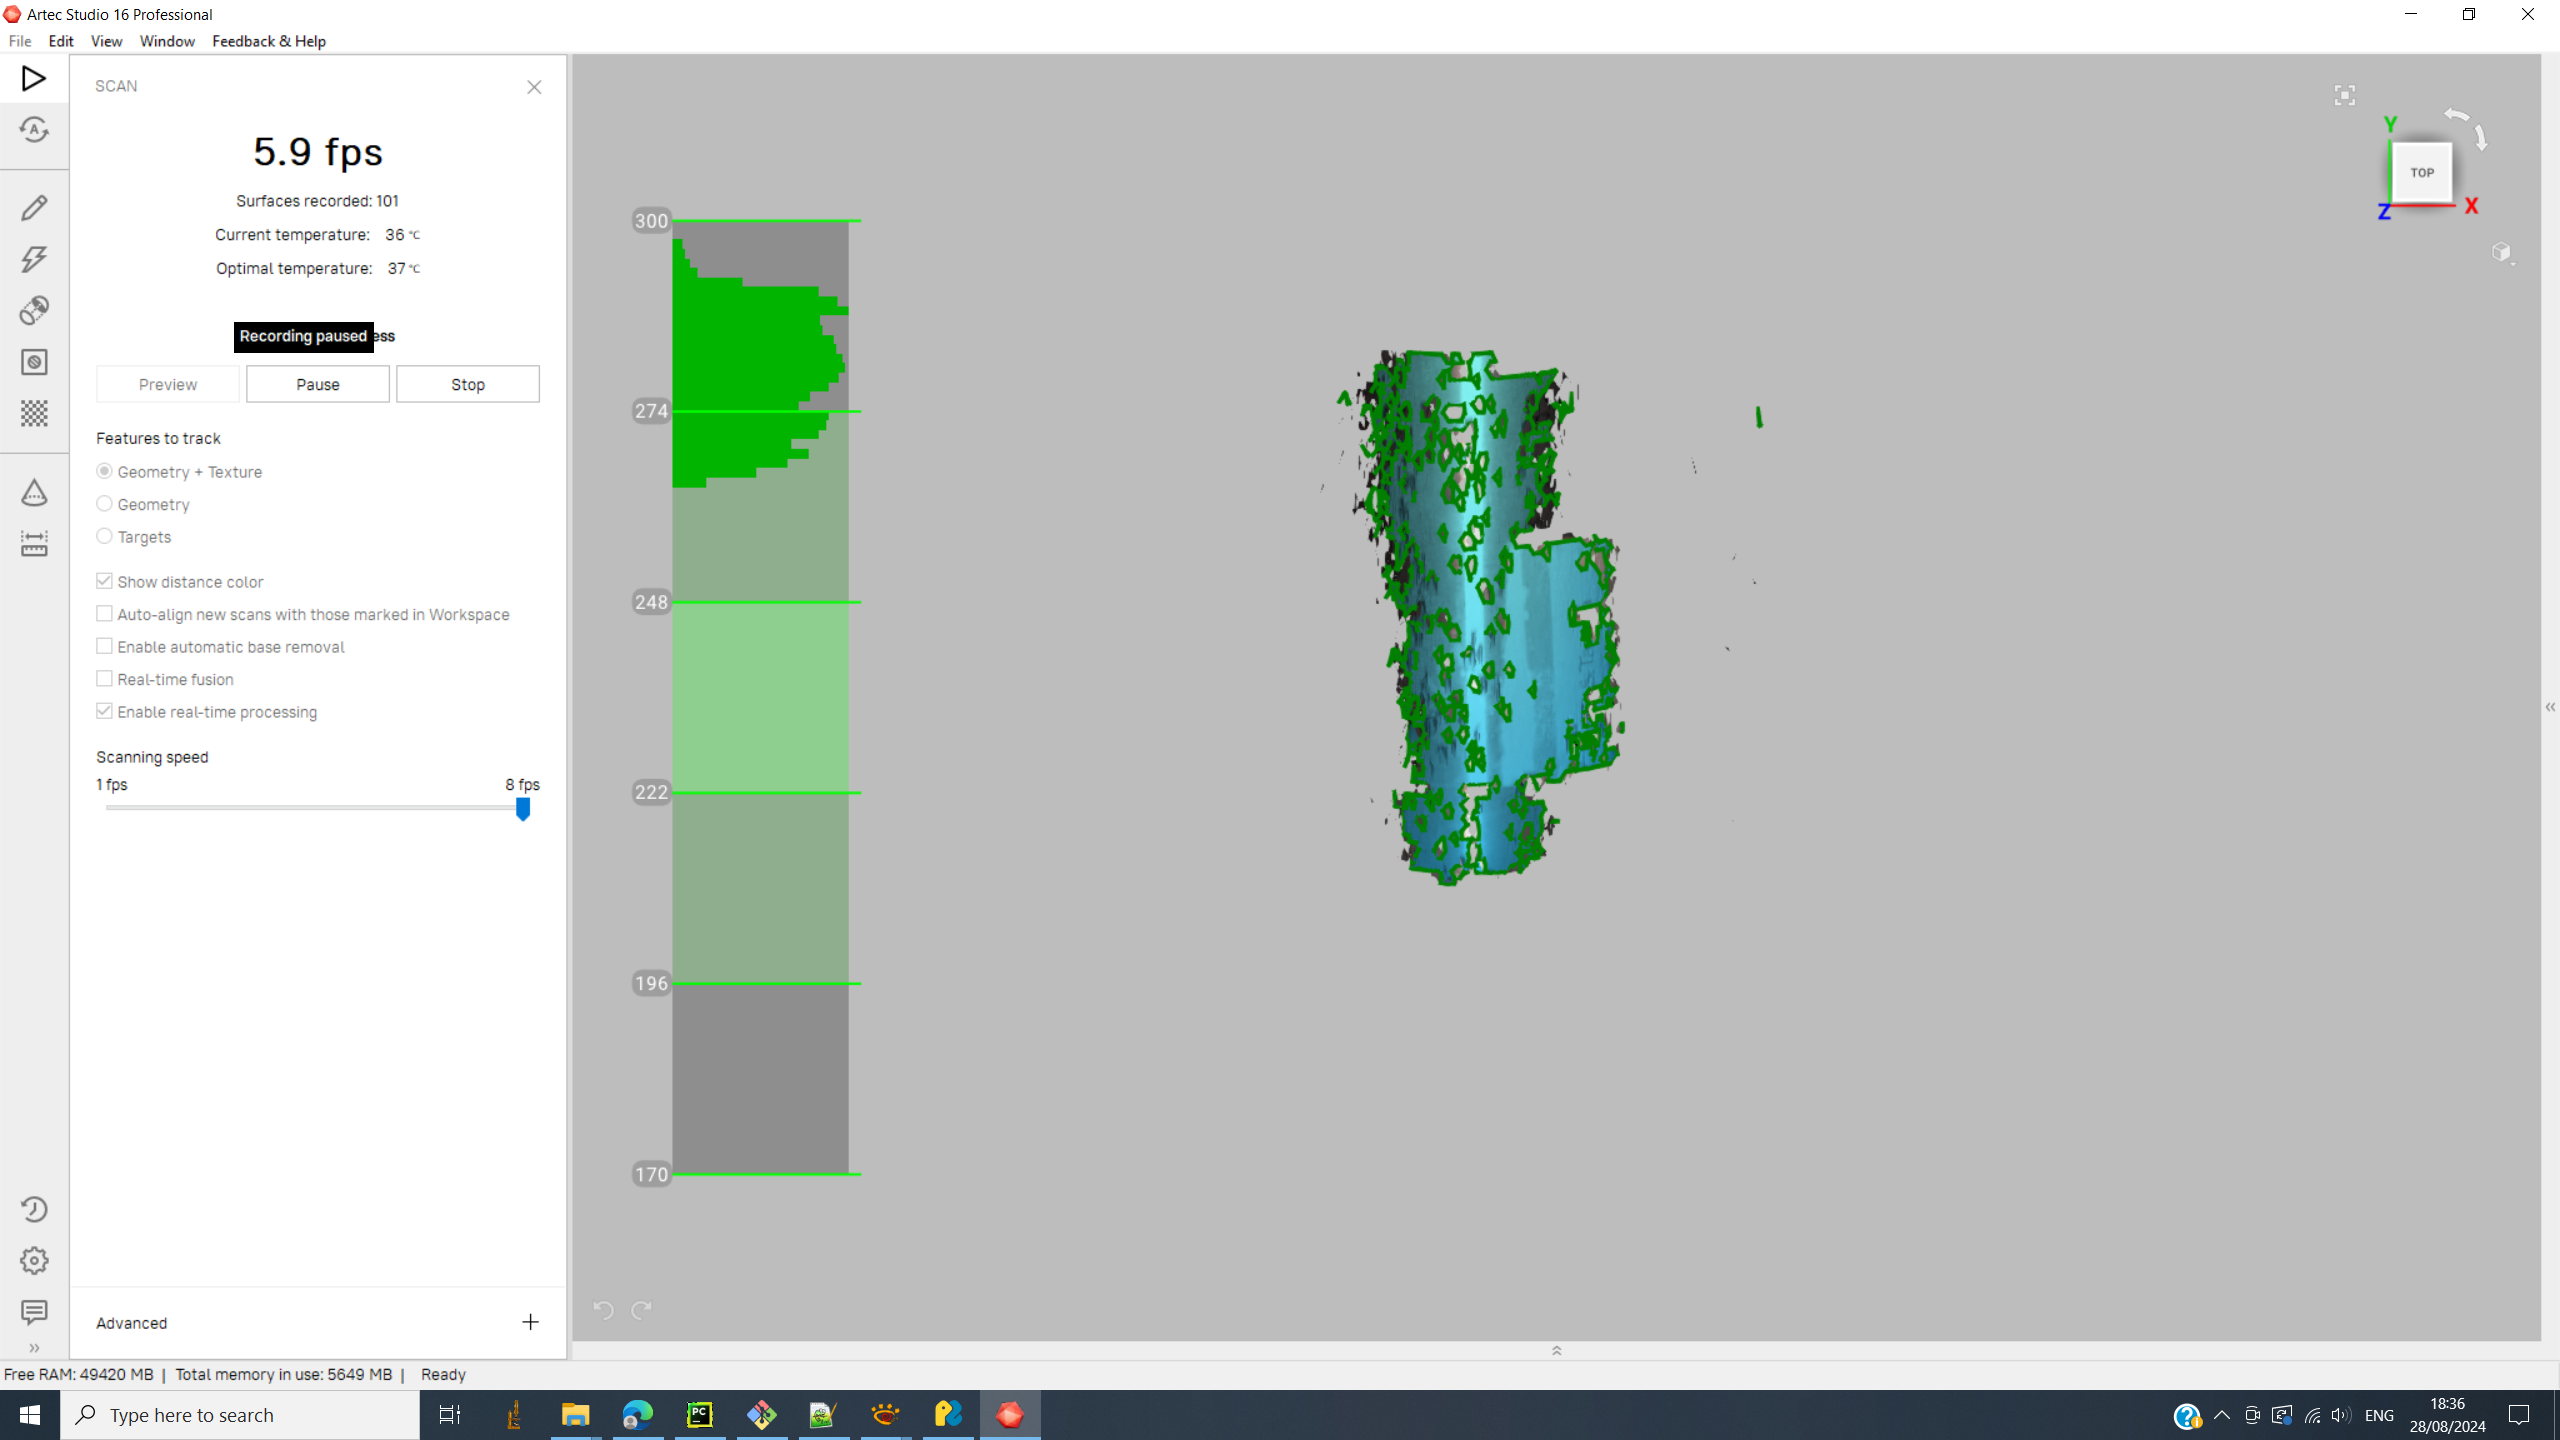 Artec Studio 16 Professional
File Edit View Window Feedback & Help
SCAN
5.9 fps
Surfaces recorded: 101
Current temperature: 36 °C
Optimal temperature: 37 °C
Recording paused ess
Preview Pause Stop
Features to track
Geometry + Texture
Geometry
Targets
Show distance color
Auto-align new scans with those marked in Workspace
Enable automatic base removal
Real-time fusion
Enable real-time processing
Scanning speed
1 fps 8 fps
Advanced
300
274
248
222
196
170
Y
TOP
Z X
Free RAM: 49420 MB | Total memory in use: 5649 MB | Ready
Type here to search
PC
ENG
18:36
28/08/2024